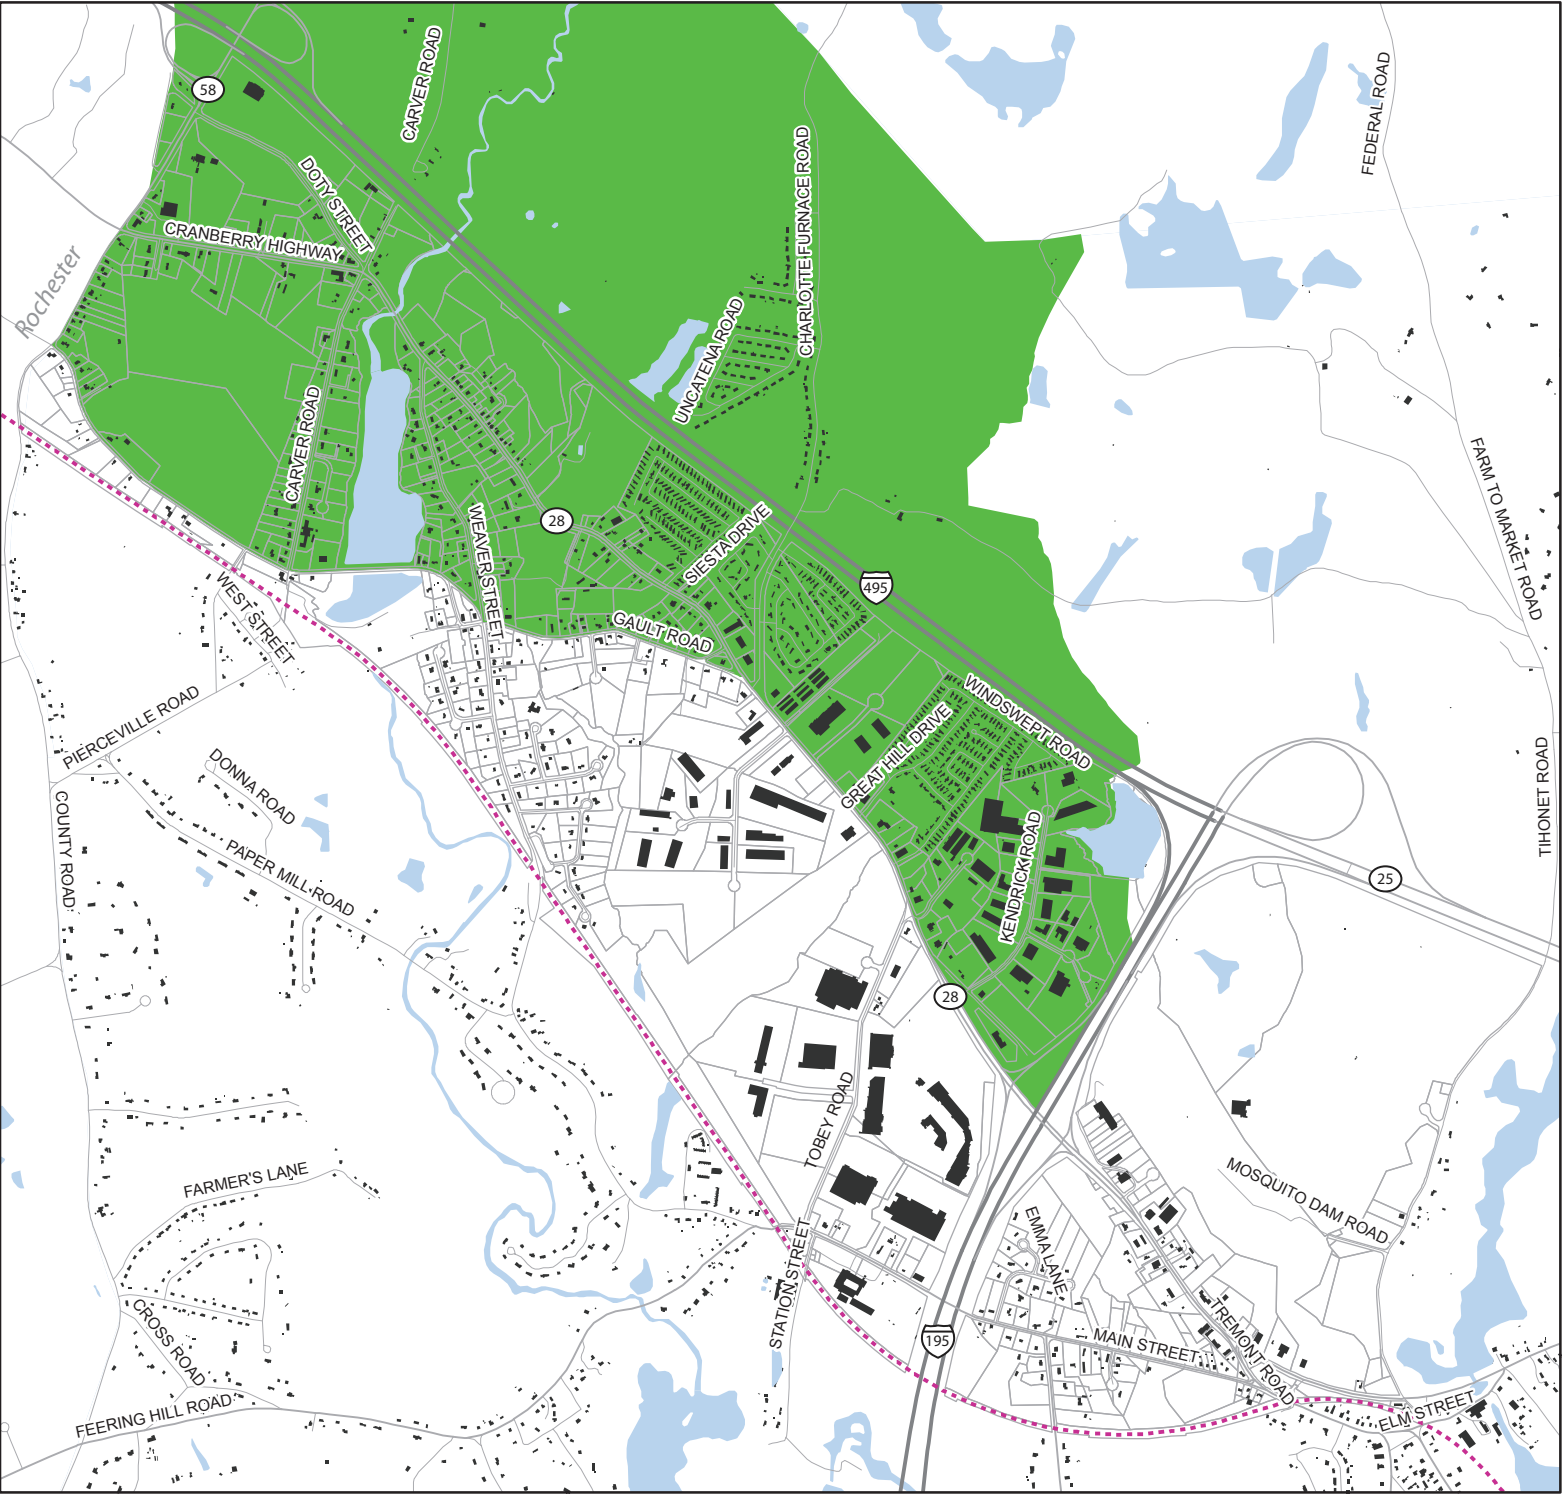 CARVER ROAD
FEDERAL ROAD
58
CHARLOTTE FURNACE ROAD
DOTY STREET
CRANBERRY HIGHWAY
Rochester
UNCATENA ROAD
CARVER ROAD
FARM TO MARKET ROAD
WEAVER STREET
28
SIESTA DRIVE
495
WEST STREET
GAULT ROAD
PIERCEVILLE ROAD
WINDSWEPT ROAD
GREAT HILL DRIVE
DONNA ROAD
TIHONET ROAD
COUNTY ROAD
PAPER MILL ROAD
KENDRICK ROAD
25
28
TOBEY ROAD
FARMER'S LANE
MOSQUITO DAM ROAD
EMMA LANE
STATION STREET
CROSS ROAD
195
MAIN STREET
TREMONT ROAD
FEERING HILL ROAD
ELM STREET